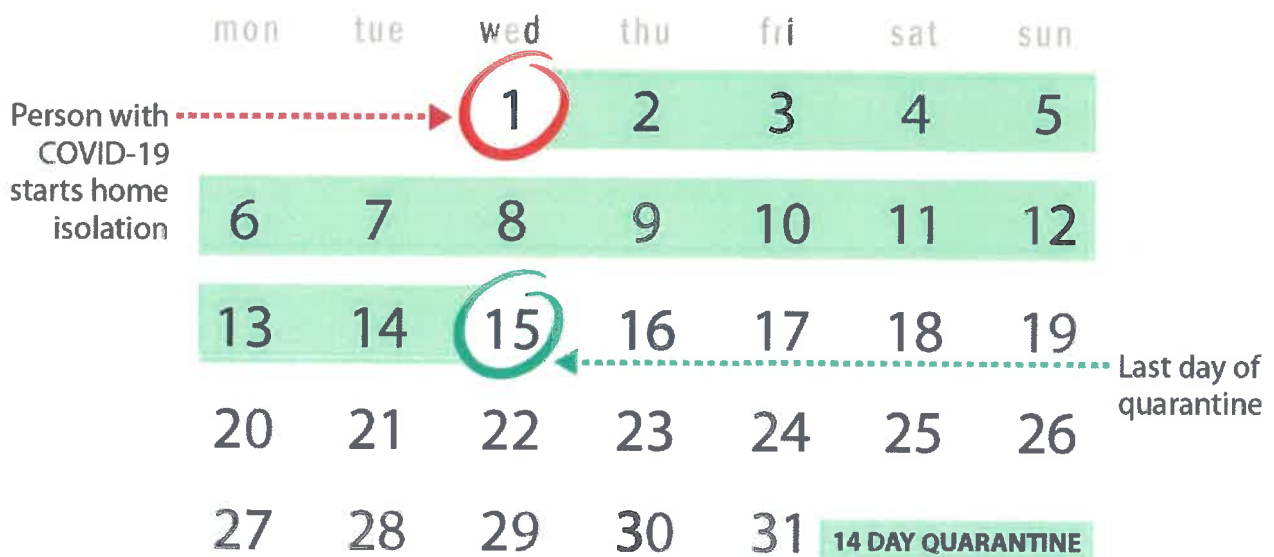 mon tue wed thu fri sat sun
Person with
COVID-19
starts home
isolation
1 2 3 4 5
6 7 8 9 10 11 12
13 14 15 16 17 18 19
Last day of
quarantine
20 21 22 23 24 25 26
27 28 29 30 31
14 DAY QUARANTINE